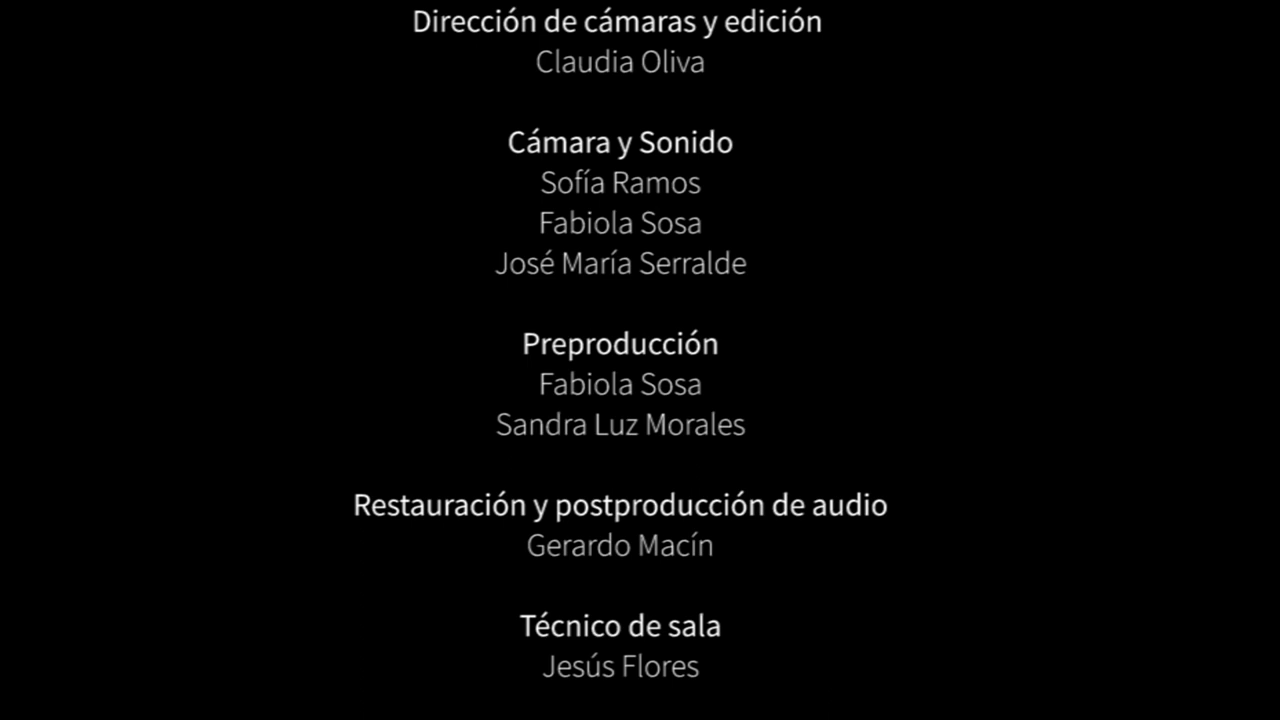 Dirección de cámaras y edición
Claudia Oliva
Cámara y Sonido
Sofía Ramos
Fabiola Sosa
José María Serralde
Preproducción
Fabiola Sosa
Sandra Luz Morales
Restauración y postproducción de audio
Gerardo Macín
Técnico de sala
Jesús Flores